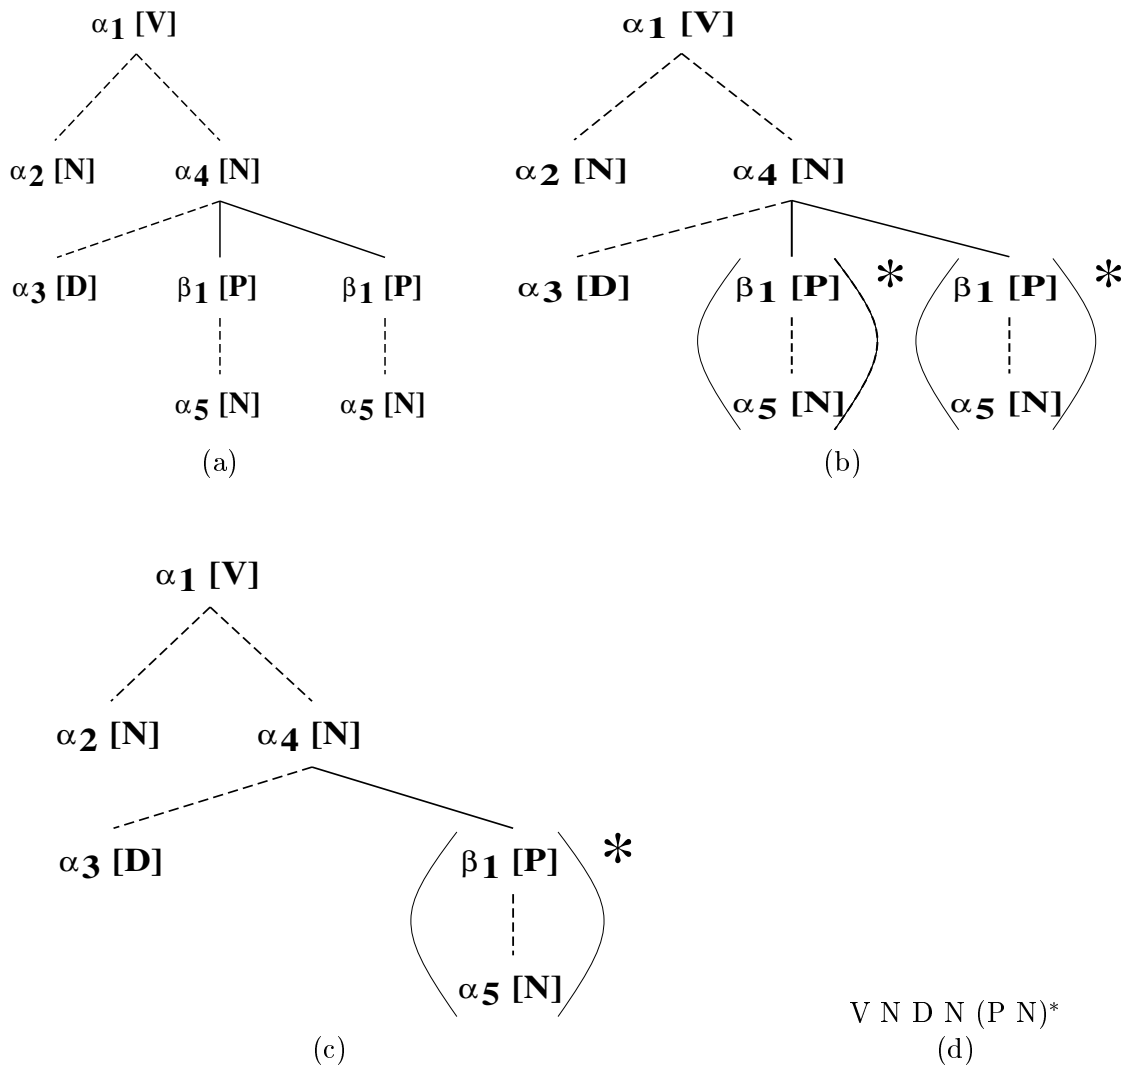 α1 [V]
α2 [N] α4 [N]
α3 [D] β1 [P] β1 [P]
α5 [N] α5 [N]
(a)
α1 [V]
α2 [N] α4 [N]
α3 [D] (β1 [P] * (β1 [P] *
α5 [N]) α5 [N])
(b)
α1 [V]
α2 [N] α4 [N]
α3 [D] (β1 [P] *
α5 [N])
(c)
V N D N (P N)*
(d)